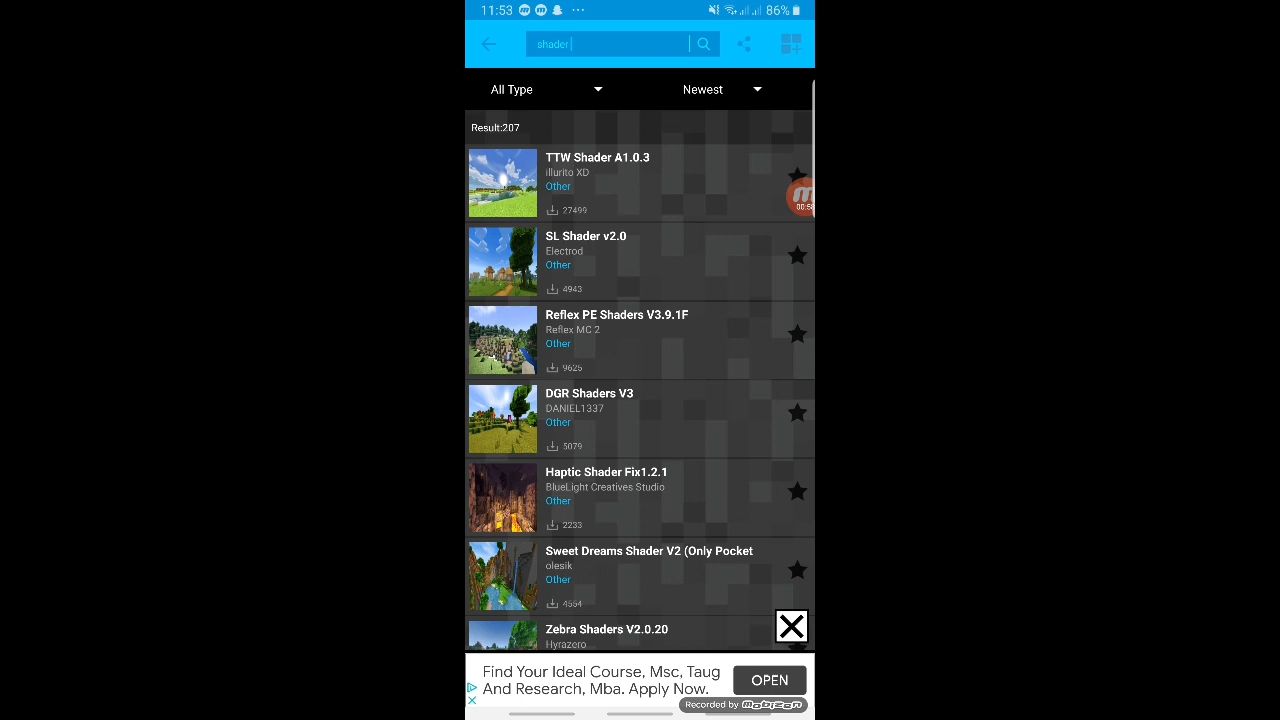 11:53
86%
shader
All Type
Newest
Result:207
TTW Shader A1.0.3
illurito XD
Other
27499
00:58
SL Shader v2.0
Electrod
Other
4943
Reflex PE Shaders V3.9.1F
Reflex MC 2
Other
9625
DGR Shaders V3
DANIEL1337
Other
5079
Haptic Shader Fix1.2.1
BlueLight Creatives Studio
Other
2233
Sweet Dreams Shader V2 (Only Pocket
olesik
Other
4554
Zebra Shaders V2.0.20
Hyrazero
Find Your Ideal Course, Msc, Taug
And Research, Mba. Apply Now.
OPEN
Recorded by mobizen